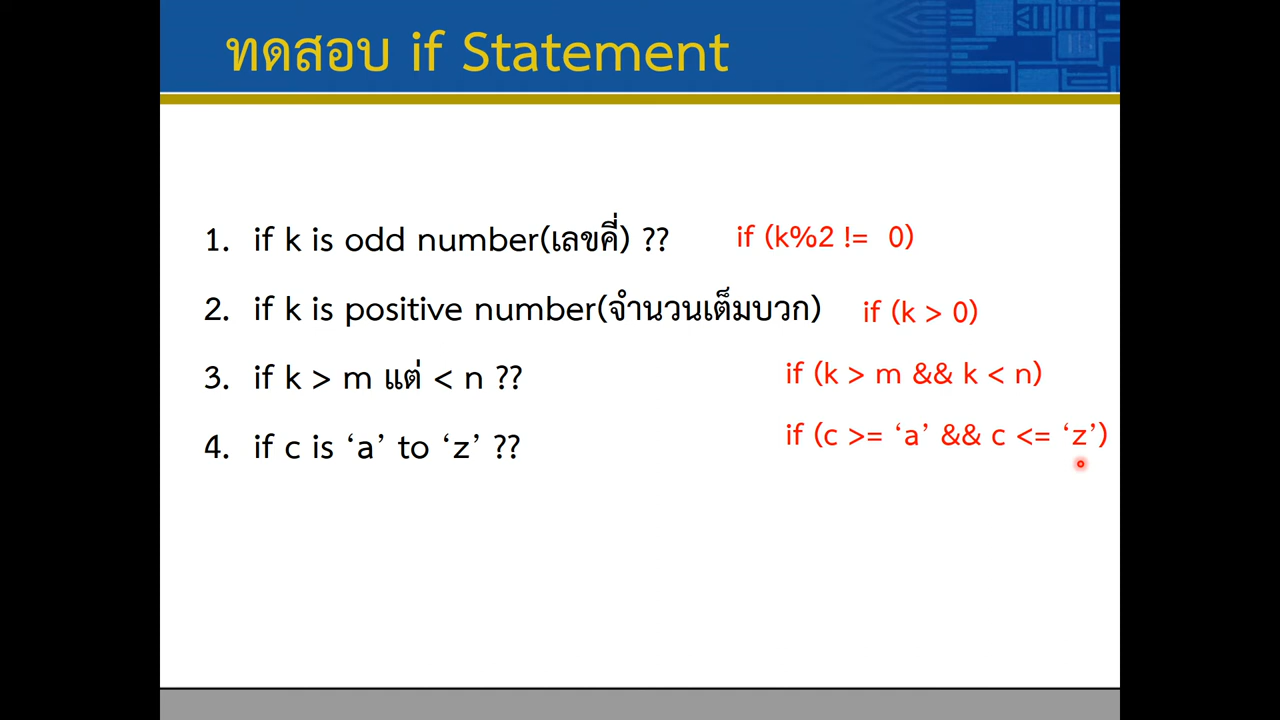 ทดสอบ if Statement
1. if k is odd number(เลขคี่) ?? if (k%2 != 0)
2. if k is positive number(จำนวนเต็มบวก) if (k > 0)
3. if k > m แต่ < n ?? if (k > m && k < n)
4. if c is ‘a’ to ‘z’ ?? if (c >= ‘a’ && c <= ‘z’)